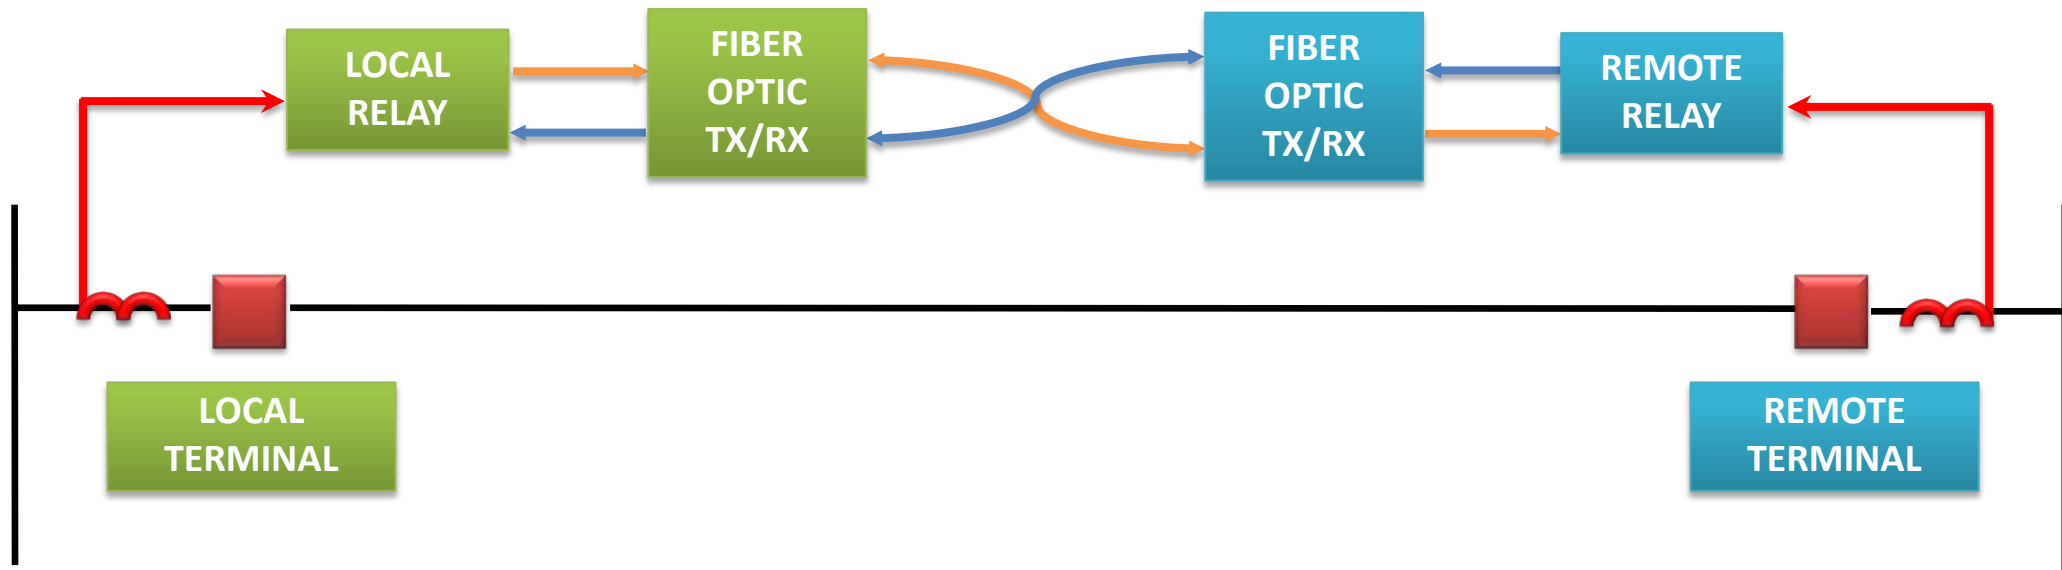 LOCAL
RELAY
FIBER
OPTIC
TX/RX
FIBER
OPTIC
TX/RX
REMOTE
RELAY
LOCAL
TERMINAL
REMOTE
TERMINAL